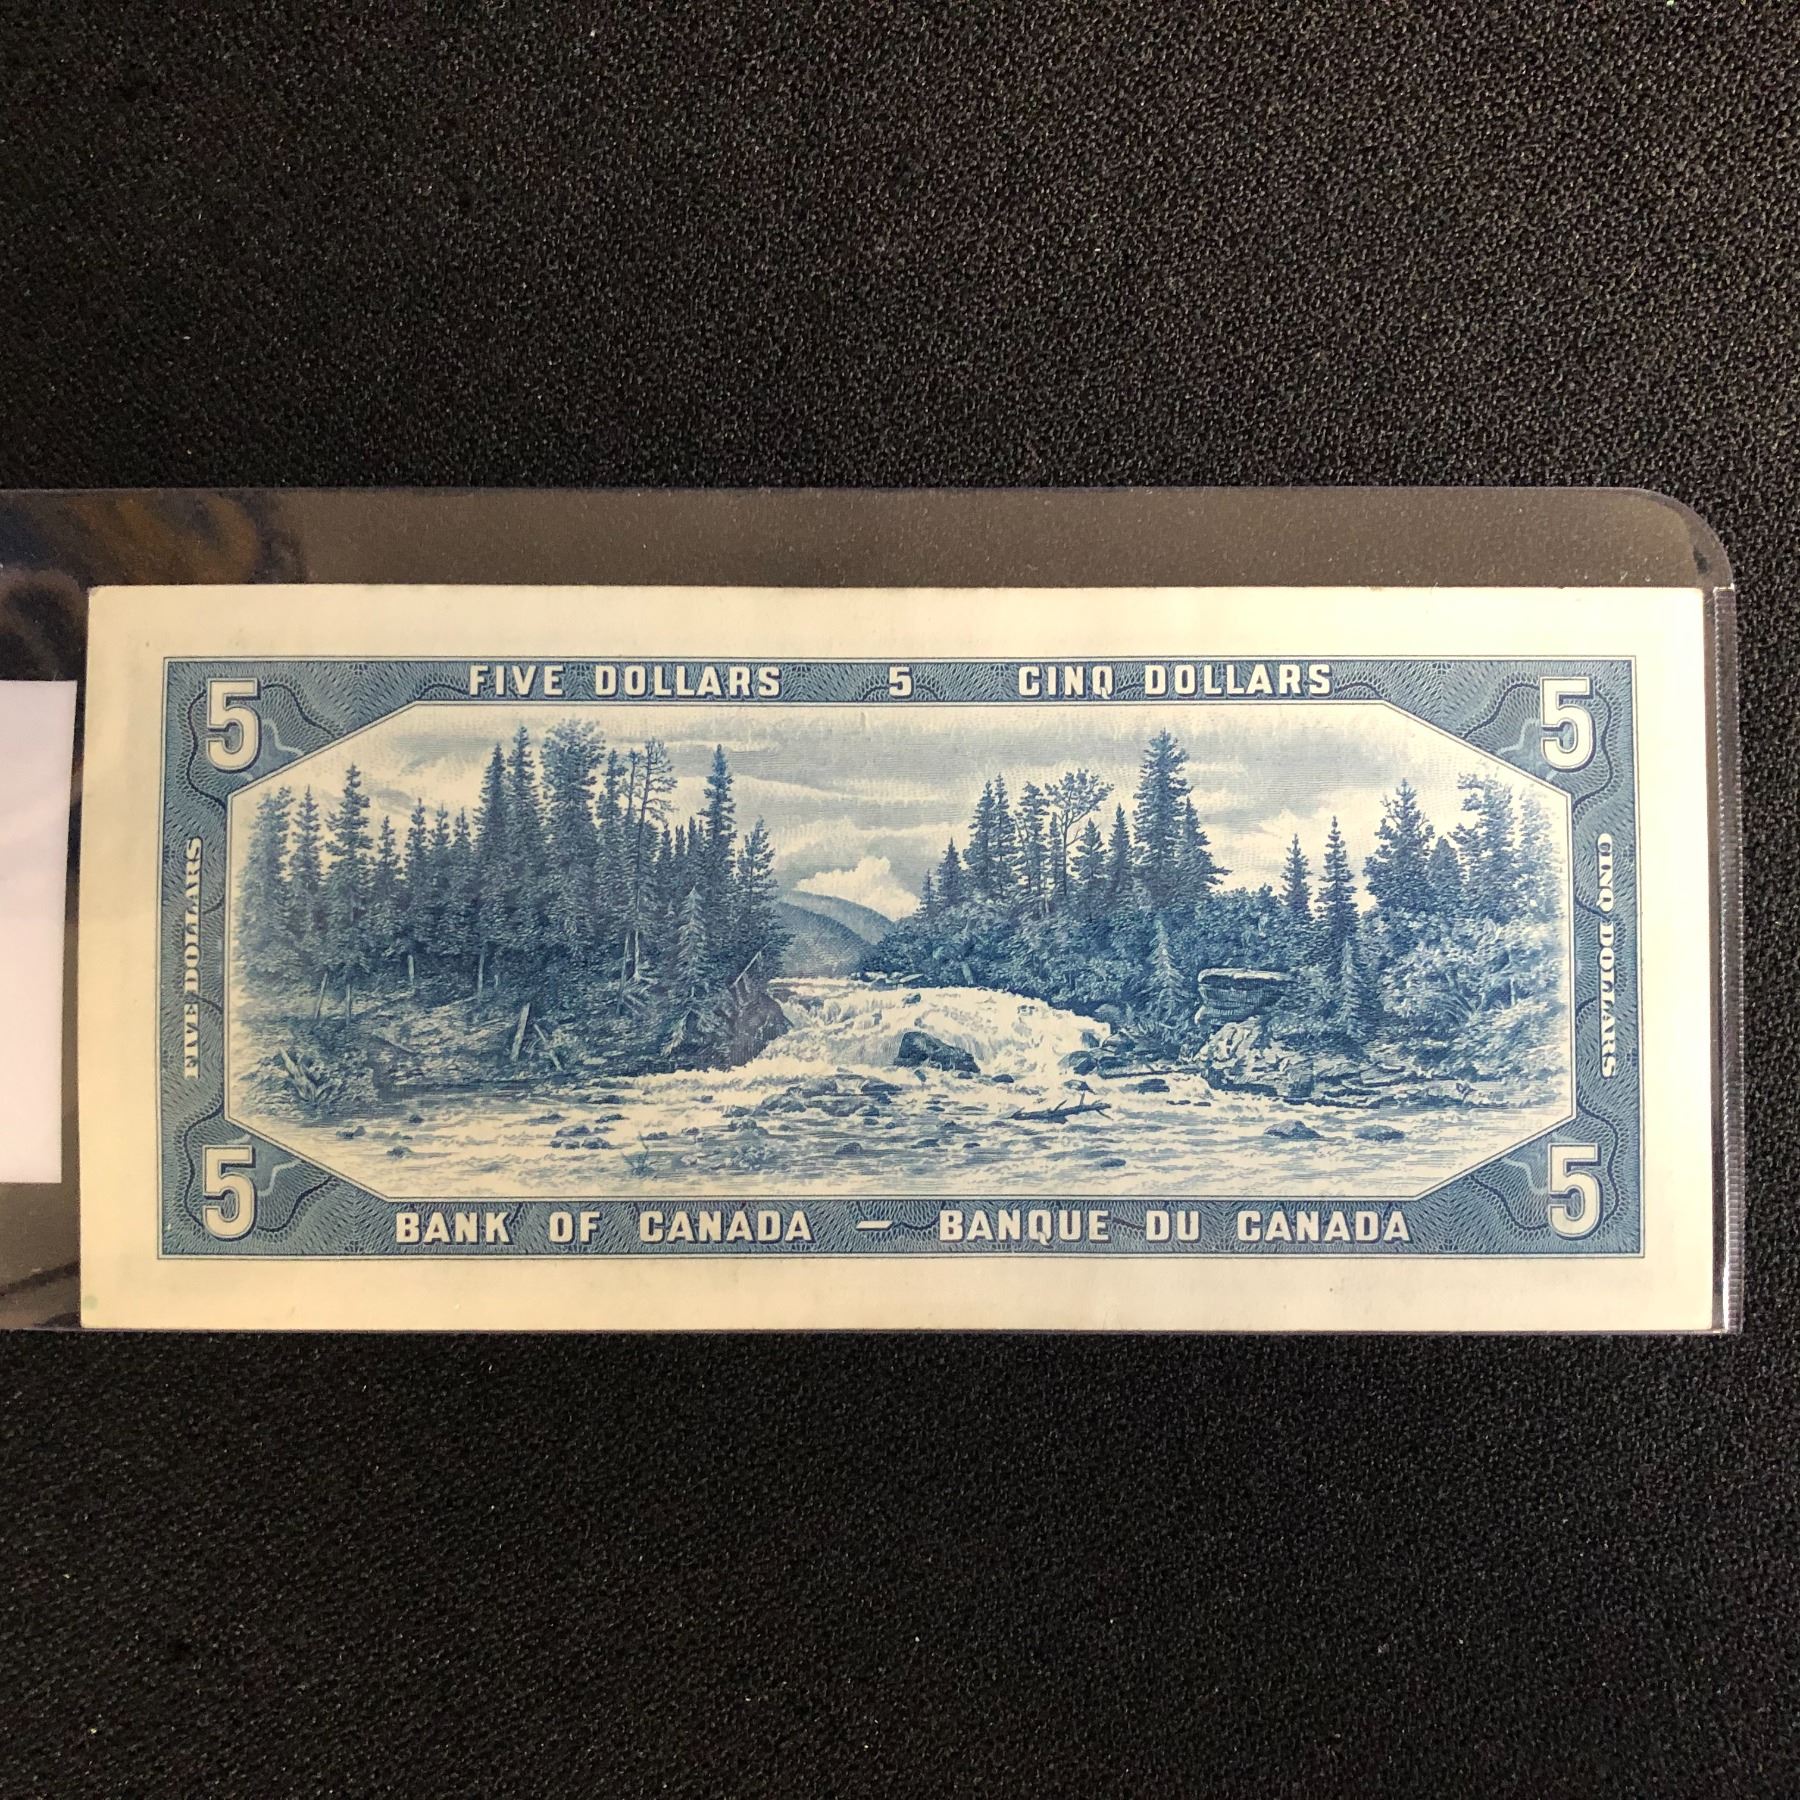 FIVE DOLLARS 5 CINQ DOLLARS
5 5
FIVE DOLLARS
CINQ DOLLARS
5 5
BANK OF CANADA – BANQUE DU CANADA